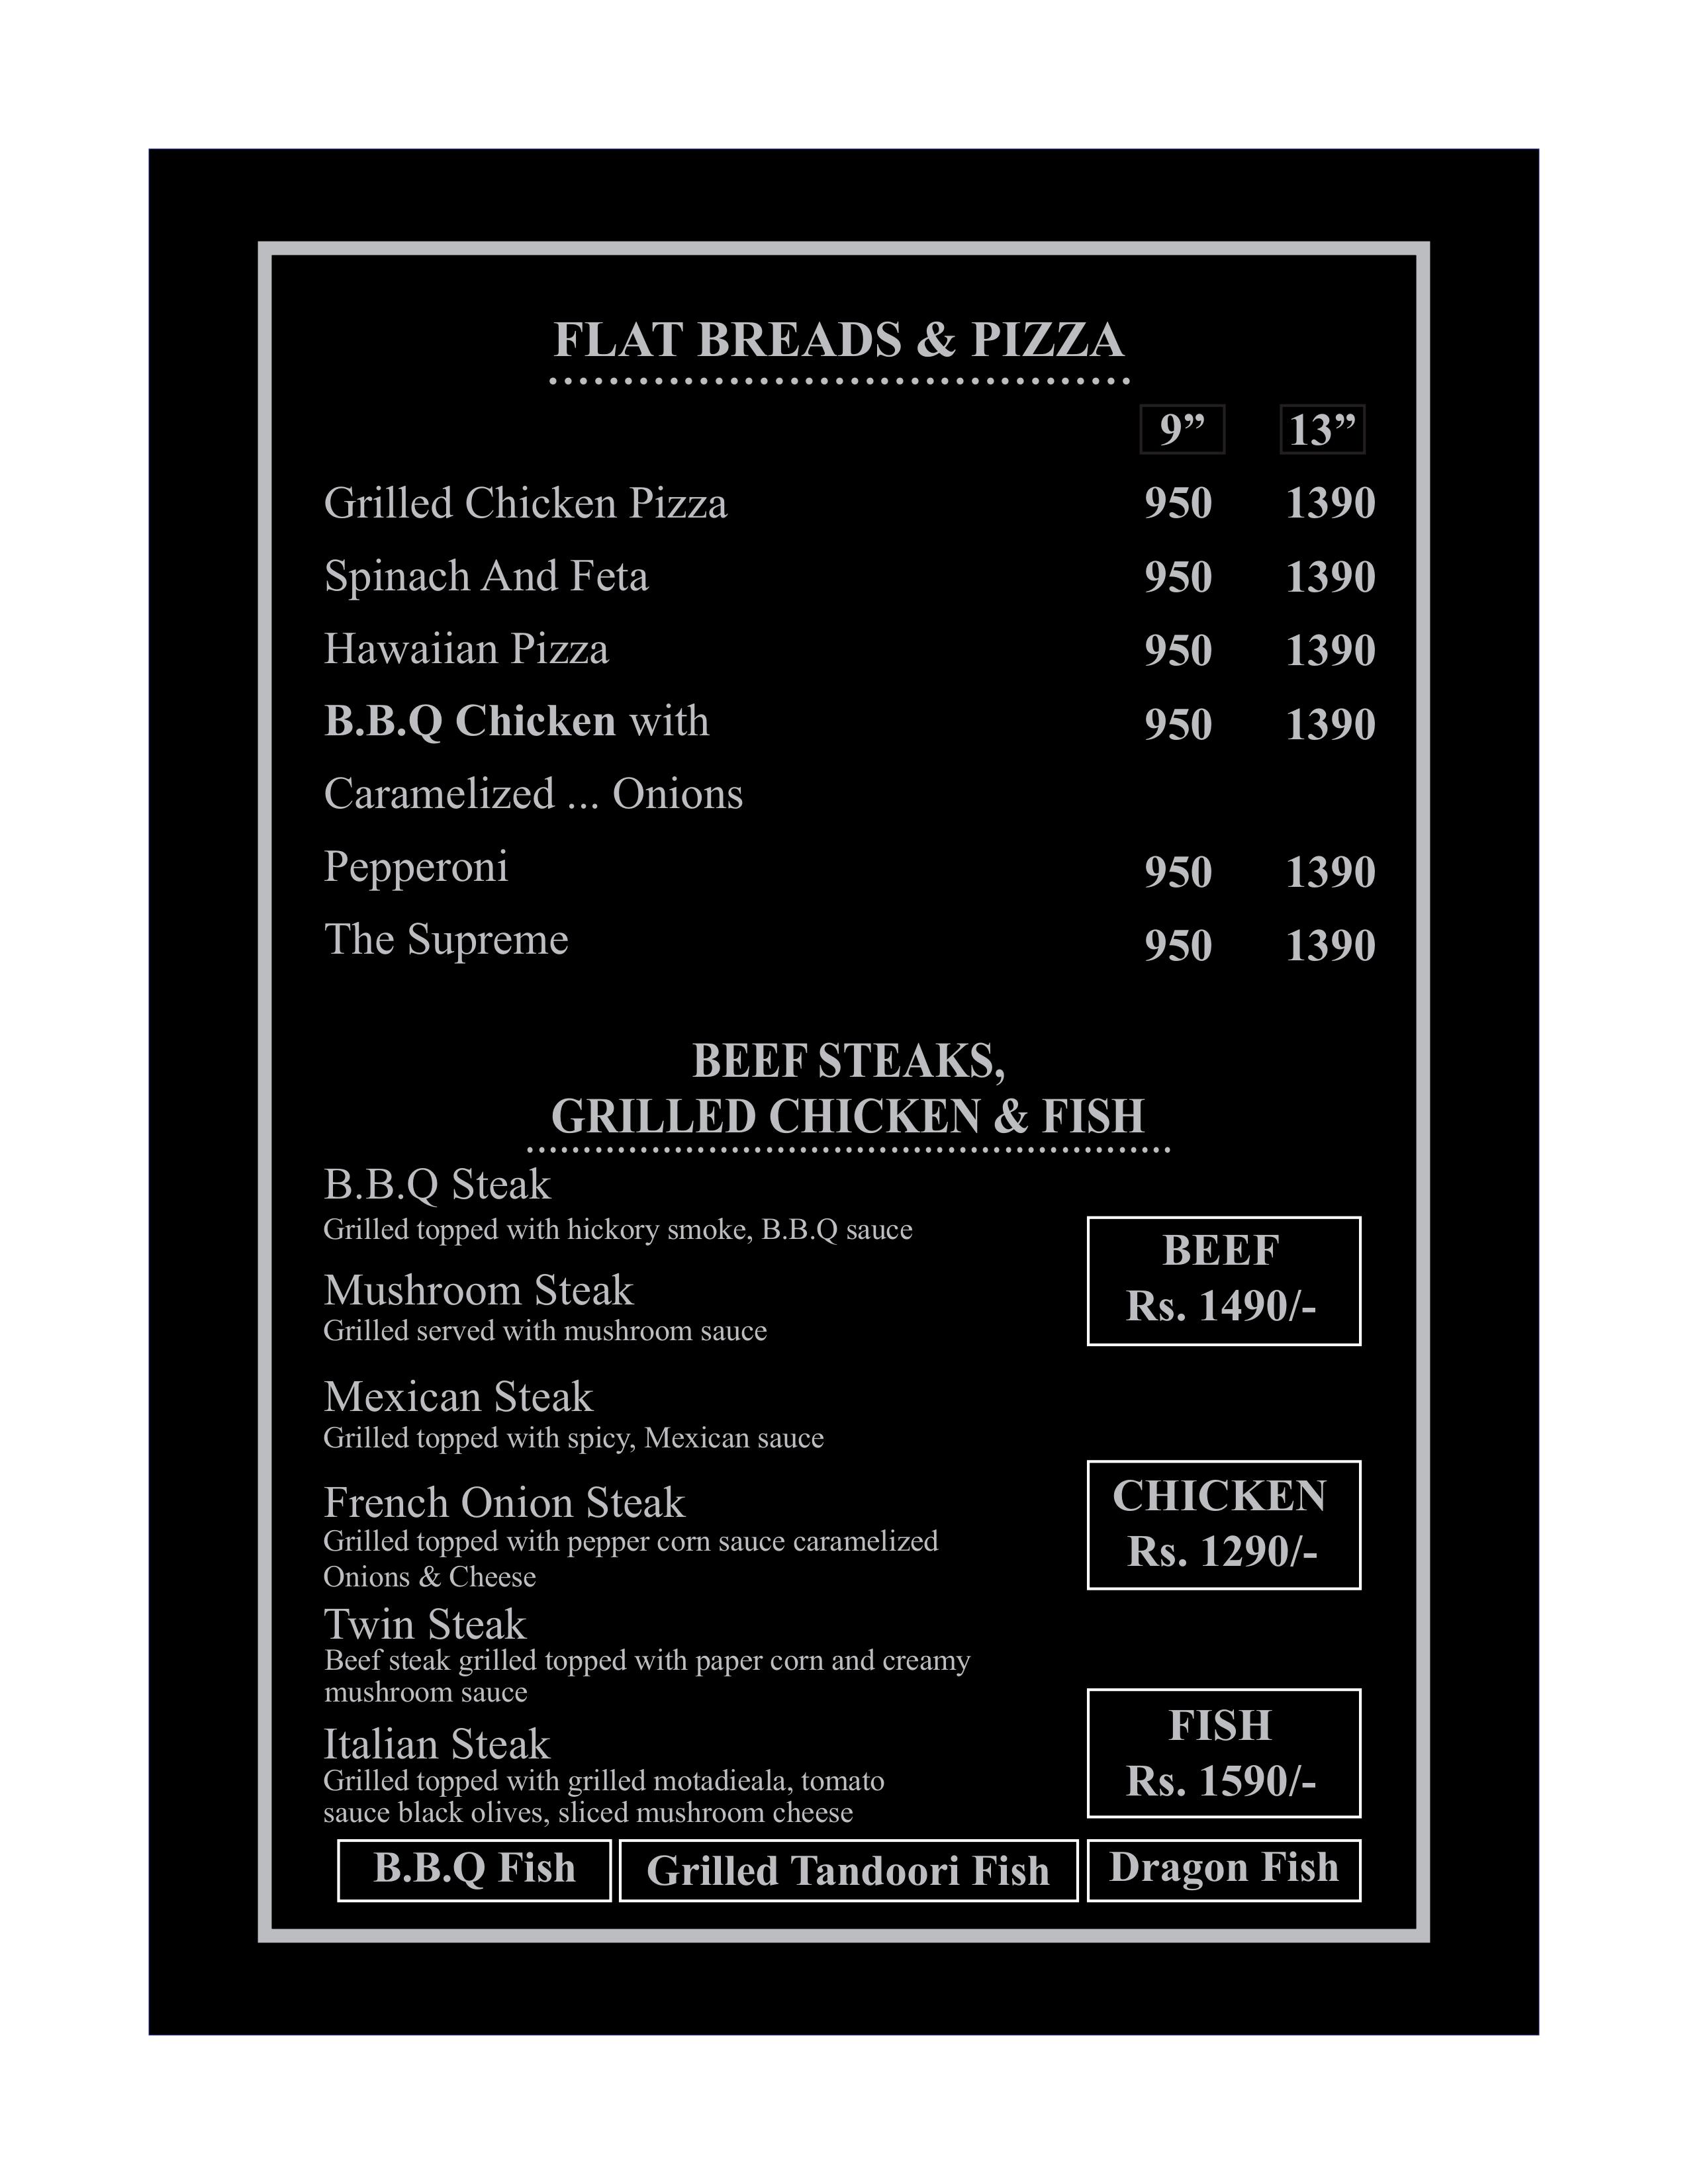 FLAT BREADS & PIZZA
9” 13”
Grilled Chicken Pizza 950 1390
Spinach And Feta 950 1390
Hawaiian Pizza 950 1390
B.B.Q Chicken with 950 1390
Caramelized ... Onions
Pepperoni 950 1390
The Supreme 950 1390
BEEF STEAKS,
GRILLED CHICKEN & FISH
B.B.Q Steak
Grilled topped with hickory smoke, B.B.Q sauce
Mushroom Steak
Grilled served with mushroom sauce
BEEF
Rs. 1490/-
Mexican Steak
Grilled topped with spicy, Mexican sauce
French Onion Steak
Grilled topped with pepper corn sauce caramelized
Onions & Cheese
CHICKEN
Rs. 1290/-
Twin Steak
Beef steak grilled topped with paper corn and creamy
mushroom sauce
Italian Steak
Grilled topped with grilled motadieala, tomato
sauce black olives, sliced mushroom cheese
FISH
Rs. 1590/-
B.B.Q Fish Grilled Tandoori Fish Dragon Fish